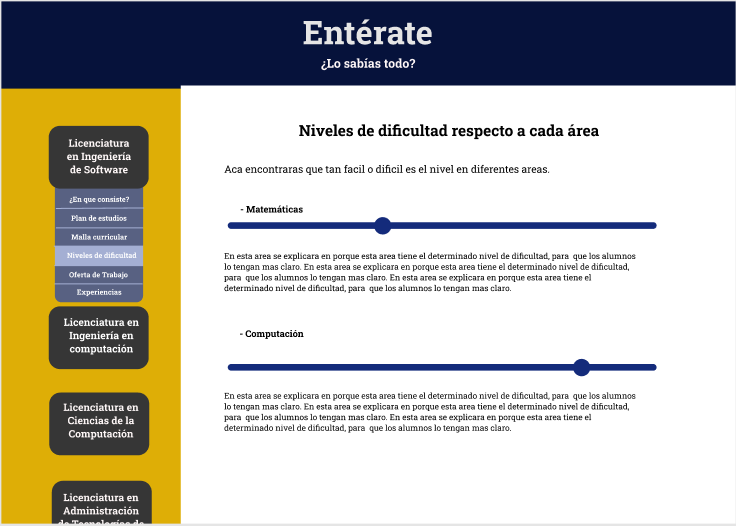 Entérate
¿Lo sabías todo?
Licenciatura
en Ingeniería
de Software
¿En que consiste?
Plan de estudios
Malla curricular
Niveles de dificultad
Oferta de Trabajo
Experiencias
Licenciatura en
Ingeniería en
computación
Licenciatura en
Ciencias de la
Computación
Licenciatura en
Administración
de Tecnologías de
Niveles de dificultad respecto a cada área
Aca encontraras que tan facil o dificil es el nivel en diferentes areas.
- Matemáticas
En esta area se explicara en porque esta area tiene el determinado nivel de dificultad, para que los alumnos
lo tengan mas claro. En esta area se explicara en porque esta area tiene el determinado nivel de dificultad,
para que los alumnos lo tengan mas claro. En esta area se explicara en porque esta area tiene el
determinado nivel de dificultad, para que los alumnos lo tengan mas claro.
- Computación
En esta area se explicara en porque esta area tiene el determinado nivel de dificultad, para que los alumnos
lo tengan mas claro. En esta area se explicara en porque esta area tiene el determinado nivel de dificultad,
para que los alumnos lo tengan mas claro. En esta area se explicara en porque esta area tiene el
determinado nivel de dificultad, para que los alumnos lo tengan mas claro.